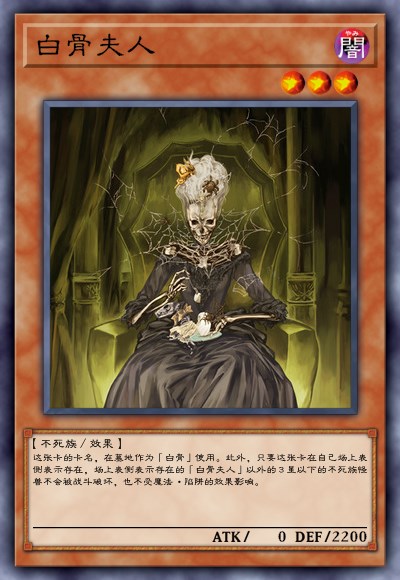 白骨夫人
やみ
闇
【不死族/效果】
这张卡的卡名，在墓地作为「白骨」使用。此外，只要这张卡在自己场上表
侧表示存在，场上表侧表示存在的「白骨夫人」以外的3星以下的不死族怪
兽不会被战斗破坏，也不受魔法·陷阱的效果影响。
ATK/ 0 DEF/2200